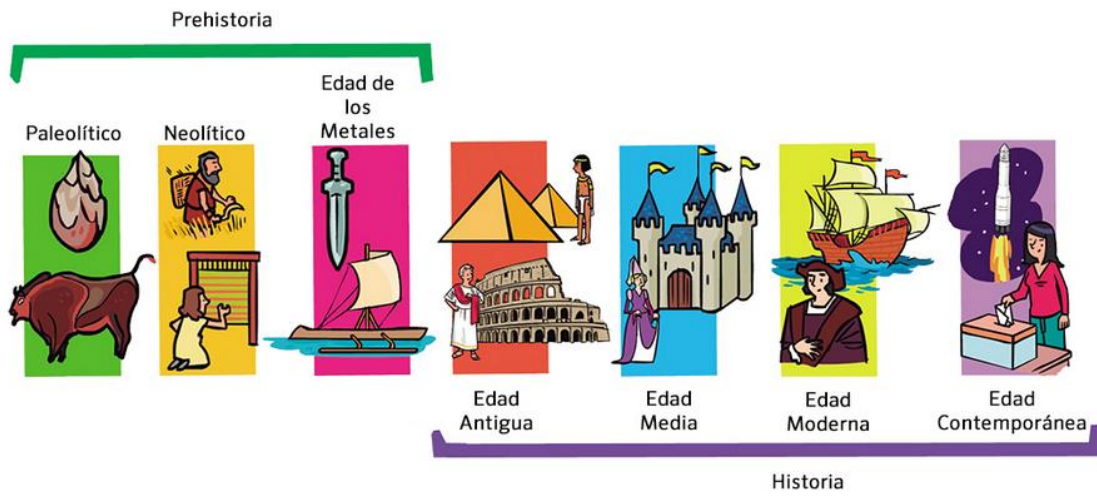 Prehistoria
Paleolítico
Neolítico
Edad de
los
Metales
Edad
Antigua
Edad
Media
Edad
Moderna
Edad
Contemporánea
Historia